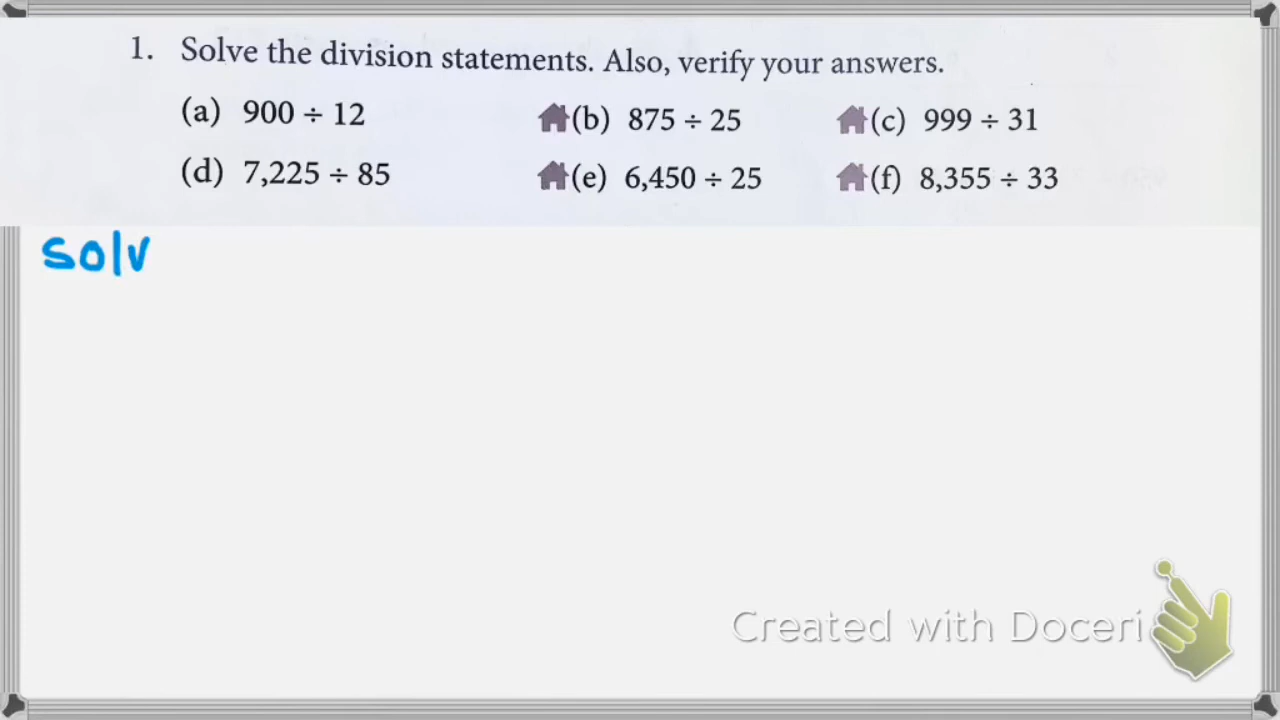 1. Solve the division statements. Also, verify your answers.
(a) 900 ÷ 12 (b) 875 ÷ 25 (c) 999 ÷ 31
(d) 7,225 ÷ 85 (e) 6,450 ÷ 25 (f) 8,355 ÷ 33
Solv
Created with Doceri